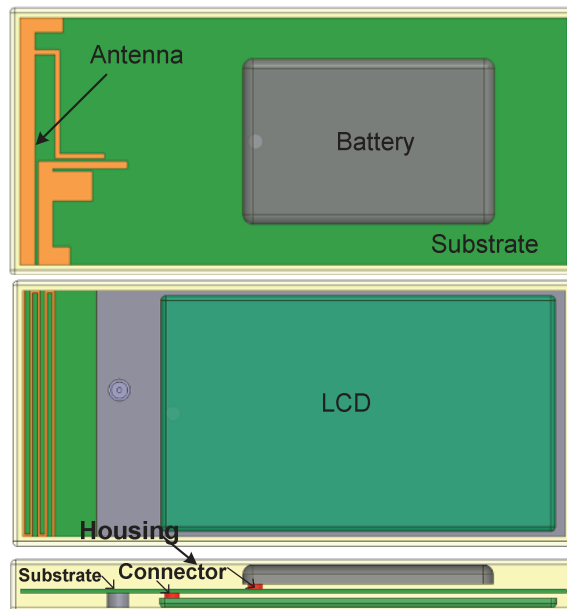 Antenna
Battery
Substrate
LCD
Housing
Substrate
Connector